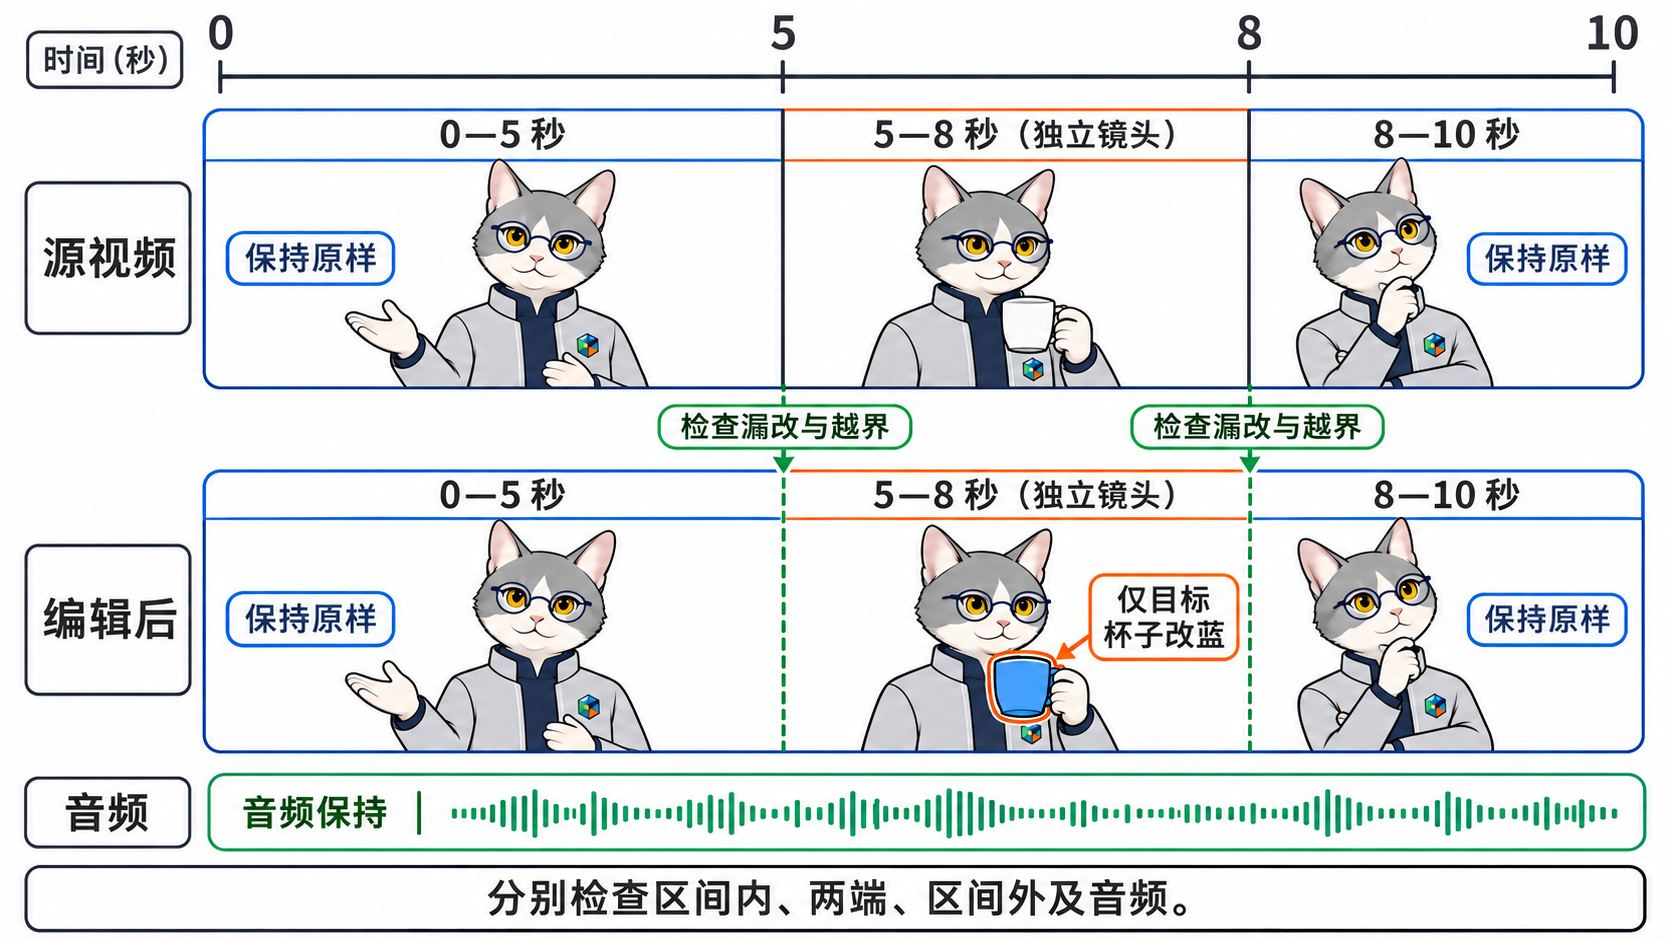 时间(秒)
0 5 8 10
0—5 秒 5—8 秒（独立镜头） 8—10 秒
源视频
保持原样
保持原样
检查漏改与越界 检查漏改与越界
0—5 秒 5—8 秒（独立镜头） 8—10 秒
编辑后
保持原样
仅目标
杯子改蓝
保持原样
音频
音频保持
分别检查区间内、两端、区间外及音频。